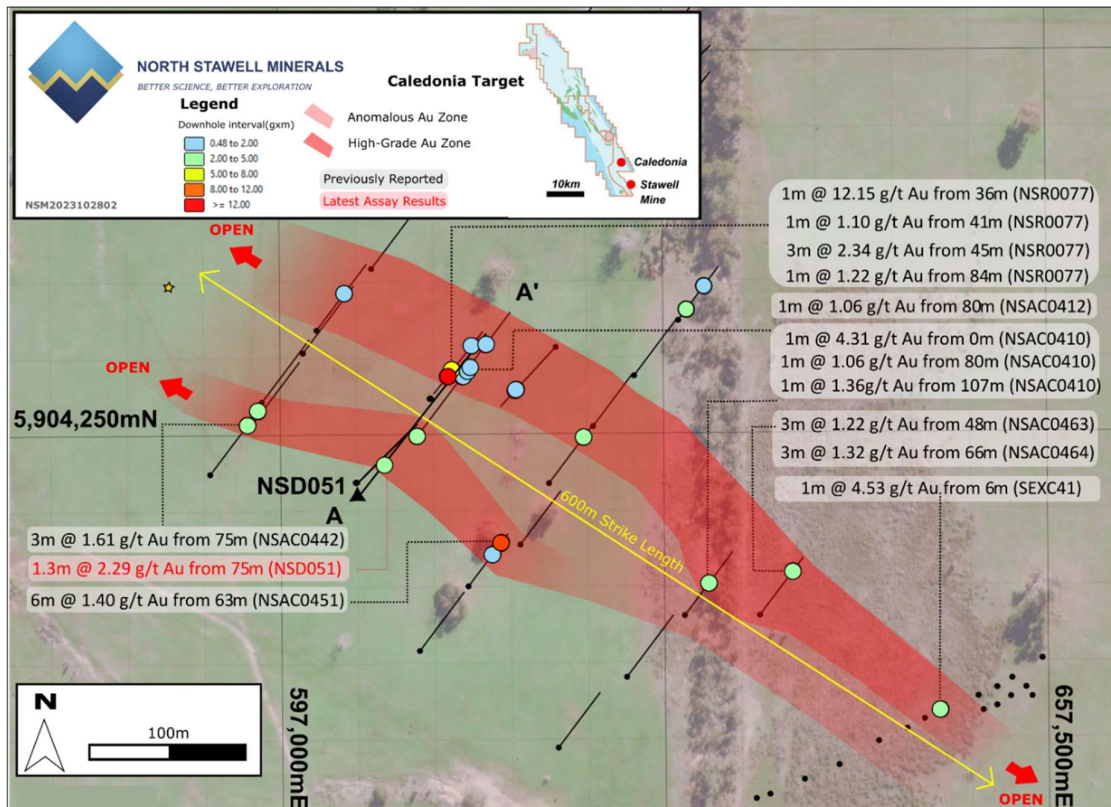 NORTH STAWELL MINERALS
BETTER SCIENCE, BETTER EXPLORATION
Legend
Downhole interval(gxm)
0.48 to 2.00
2.00 to 5.00
5.00 to 8.00
8.00 to 12.00
>= 12.00
NSM2023102802
Caledonia Target
Anomalous Au Zone
High-Grade Au Zone
Previously Reported
Latest Assay Results
10km
Caledonia
Stawell
Mine
OPEN
OPEN
A'
1m @ 12.15 g/t Au from 36m (NSR0077)
1m @ 1.10 g/t Au from 41m (NSR0077)
3m @ 2.34 g/t Au from 45m (NSR0077)
1m @ 1.22 g/t Au from 84m (NSR0077)
1m @ 1.06 g/t Au from 80m (NSAC0412)
1m @ 4.31 g/t Au from 0m (NSAC0410)
1m @ 1.06 g/t Au from 80m (NSAC0410)
1m @ 1.36g/t Au from 107m (NSAC0410)
3m @ 1.22 g/t Au from 48m (NSAC0463)
3m @ 1.32 g/t Au from 66m (NSAC0464)
1m @ 4.53 g/t Au from 6m (SEXC41)
5,904,250mN
NSD051
A
600m Strike Length
3m @ 1.61 g/t Au from 75m (NSAC0442)
1.3m @ 2.29 g/t Au from 75m (NSD051)
6m @ 1.40 g/t Au from 63m (NSAC0451)
N
100m
597,000mE
657,500mE
OPEN